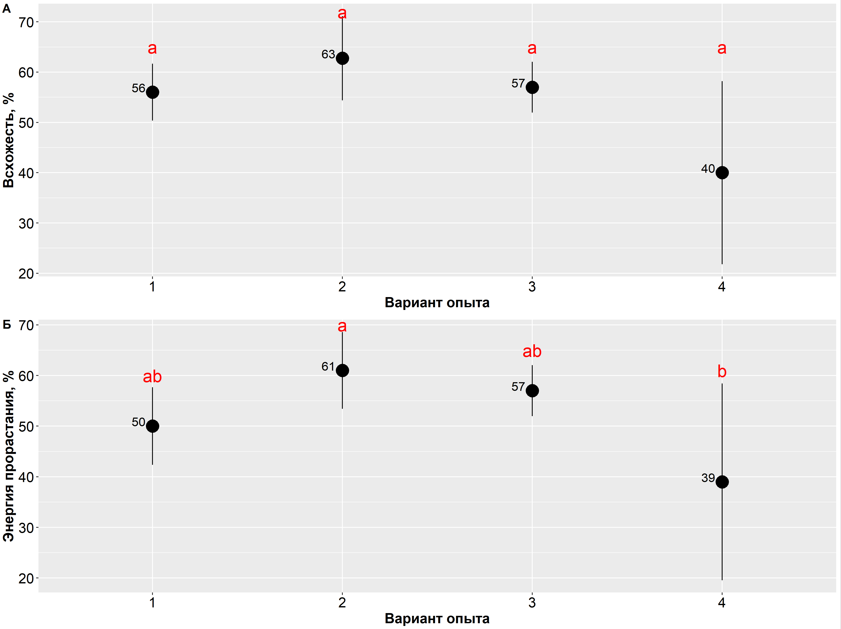 А
Всхожесть, %
70
60
50
40
30
20
a
a
a
a
56
63
57
40
1
2
3
4
Вариант опыта
Б
Энергия прорастания, %
70
60
50
40
30
20
ab
a
ab
b
50
61
57
39
1
2
3
4
Вариант опыта